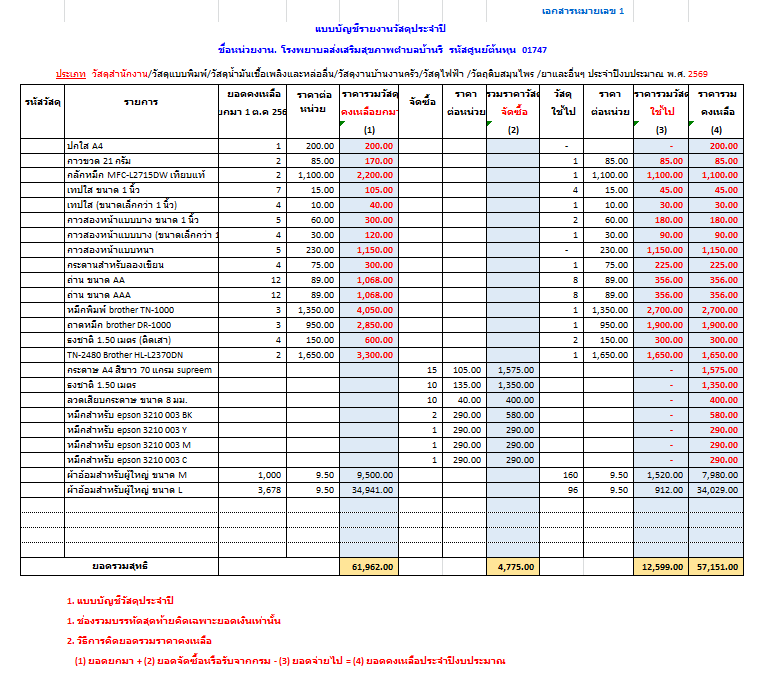 เอกสารหมายเลข 1
แบบบัญชีรายงานวัสดุประจำปี
ชื่อหน่วยงาน. โรงพยาบาลส่งเสริมสุขภาพตำบลบ้านรี รหัสศูนย์ต้นทุน 01747
ประเภท วัสดุสำนักงาน/วัสดุแบบพิมพ์/วัสดุน้ำมันเชื้อเพลิงและหล่อลื่น/วัสดุงานบ้านงานครัว/วัสดุไฟฟ้า /วัตถุดิบสมุนไพร /ยาและอื่นๆ ประจำปีงบประมาณ พ.ศ. 2569
รหัสวัสดุ รายการ ยอดคงเหลือ ราคาต่อ ราคารวมวัสดุ จัดซื้อ ราคา รวมราคาวัสดุ วัสดุ ราคา ราคารวมวัสดุ ราคารวม
ยกมา 1 ต.ค 256 หน่วย คงเหลือยกมา ต่อหน่วย จัดซื้อ ใช้ไป ต่อหน่วย ใช้ไป คงเหลือ
(1) (2) (3) (4)
ปกใส A4 1 200.00 200.00 - - 200.00
กาวขวด 21 กรัม 2 85.00 170.00 1 85.00 85.00 85.00
ตลับหมึก MFC-L2715DW เทียบแท้ 2 1,100.00 2,200.00 1 1,100.00 1,100.00 1,100.00
เทปใส ขนาด 1 นิ้ว 7 15.00 105.00 4 15.00 45.00 45.00
เทปใส (ขนาดเล็กกว่า 1 นิ้ว) 4 10.00 40.00 1 10.00 30.00 30.00
กาวสองหน้าแบบบาง ขนาด 1 นิ้ว 5 60.00 300.00 2 60.00 180.00 180.00
กาวสองหน้าแบบบาง (ขนาดเล็กกว่า 1 4 30.00 120.00 1 30.00 90.00 90.00
กาวสองหน้าแบบหนา 5 230.00 1,150.00 - 230.00 1,150.00 1,150.00
กระดานสำหรับลองเขียน 4 75.00 300.00 1 75.00 225.00 225.00
ถ่าน ขนาด AA 12 89.00 1,068.00 8 89.00 356.00 356.00
ถ่าน ขนาด AAA 12 89.00 1,068.00 8 89.00 356.00 356.00
หมึกพิมพ์ brother TN-1000 3 1,350.00 4,050.00 1 1,350.00 2,700.00 2,700.00
ถาดหมึก brother DR-1000 3 950.00 2,850.00 1 950.00 1,900.00 1,900.00
ธงชาติ 1.50 เมตร (ติดเสา) 4 150.00 600.00 2 150.00 300.00 300.00
TN-2480 Brother HL-L2370DN 2 1,650.00 3,300.00 1 1,650.00 1,650.00 1,650.00
กระดาษ A4 สีขาว 70 แกรม supreem 15 105.00 1,575.00 - 1,575.00
ธงชาติ 1.50 เมตร 10 135.00 1,350.00 - 1,350.00
ลวดเสียบกระดาษ ขนาด 8 มม. 10 40.00 400.00 - 400.00
หมึกสำหรับ epson 3210 003 BK 2 290.00 580.00 - 580.00
หมึกสำหรับ epson 3210 003 Y 1 290.00 290.00 - 290.00
หมึกสำหรับ epson 3210 003 M 1 290.00 290.00 - 290.00
หมึกสำหรับ epson 3210 003 C 1 290.00 290.00 - 290.00
ผ้าอ้อมสำหรับผู้ใหญ่ ขนาด M 1,000 9.50 9,500.00 160 9.50 1,520.00 7,980.00
ผ้าอ้อมสำหรับผู้ใหญ่ ขนาด L 3,678 9.50 34,941.00 96 9.50 912.00 34,029.00
ยอดรวมสุทธิ 61,962.00 4,775.00 12,599.00 57,151.00
1. แบบบัญชีวัสดุประจำปี
1. ช่องรวมบรรทัดสุดท้ายคิดเฉพาะยอดเงินเท่านั้น
2. วิธีการคิดยอดรวมราคาคงเหลือ
(1) ยอดยกมา + (2) ยอดจัดซื้อหรือรับจากกรม - (3) ยอดจ่ายไป = (4) ยอดคงเหลือประจำปีงบประมาณ